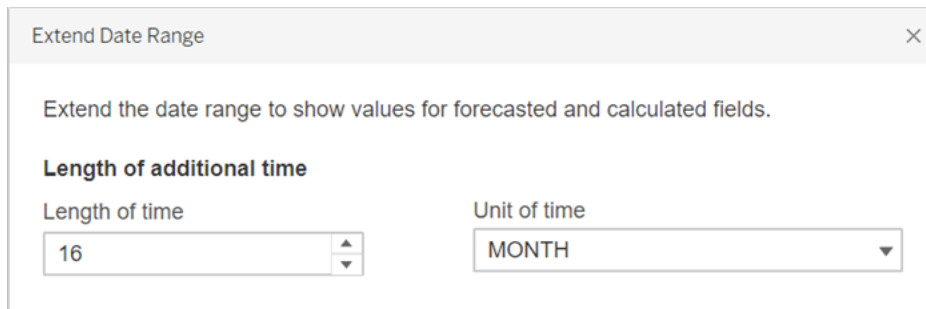 Extend Date Range
Extend the date range to show values for forecasted and calculated fields.
Length of additional time
Length of time
Unit of time
16
MONTH